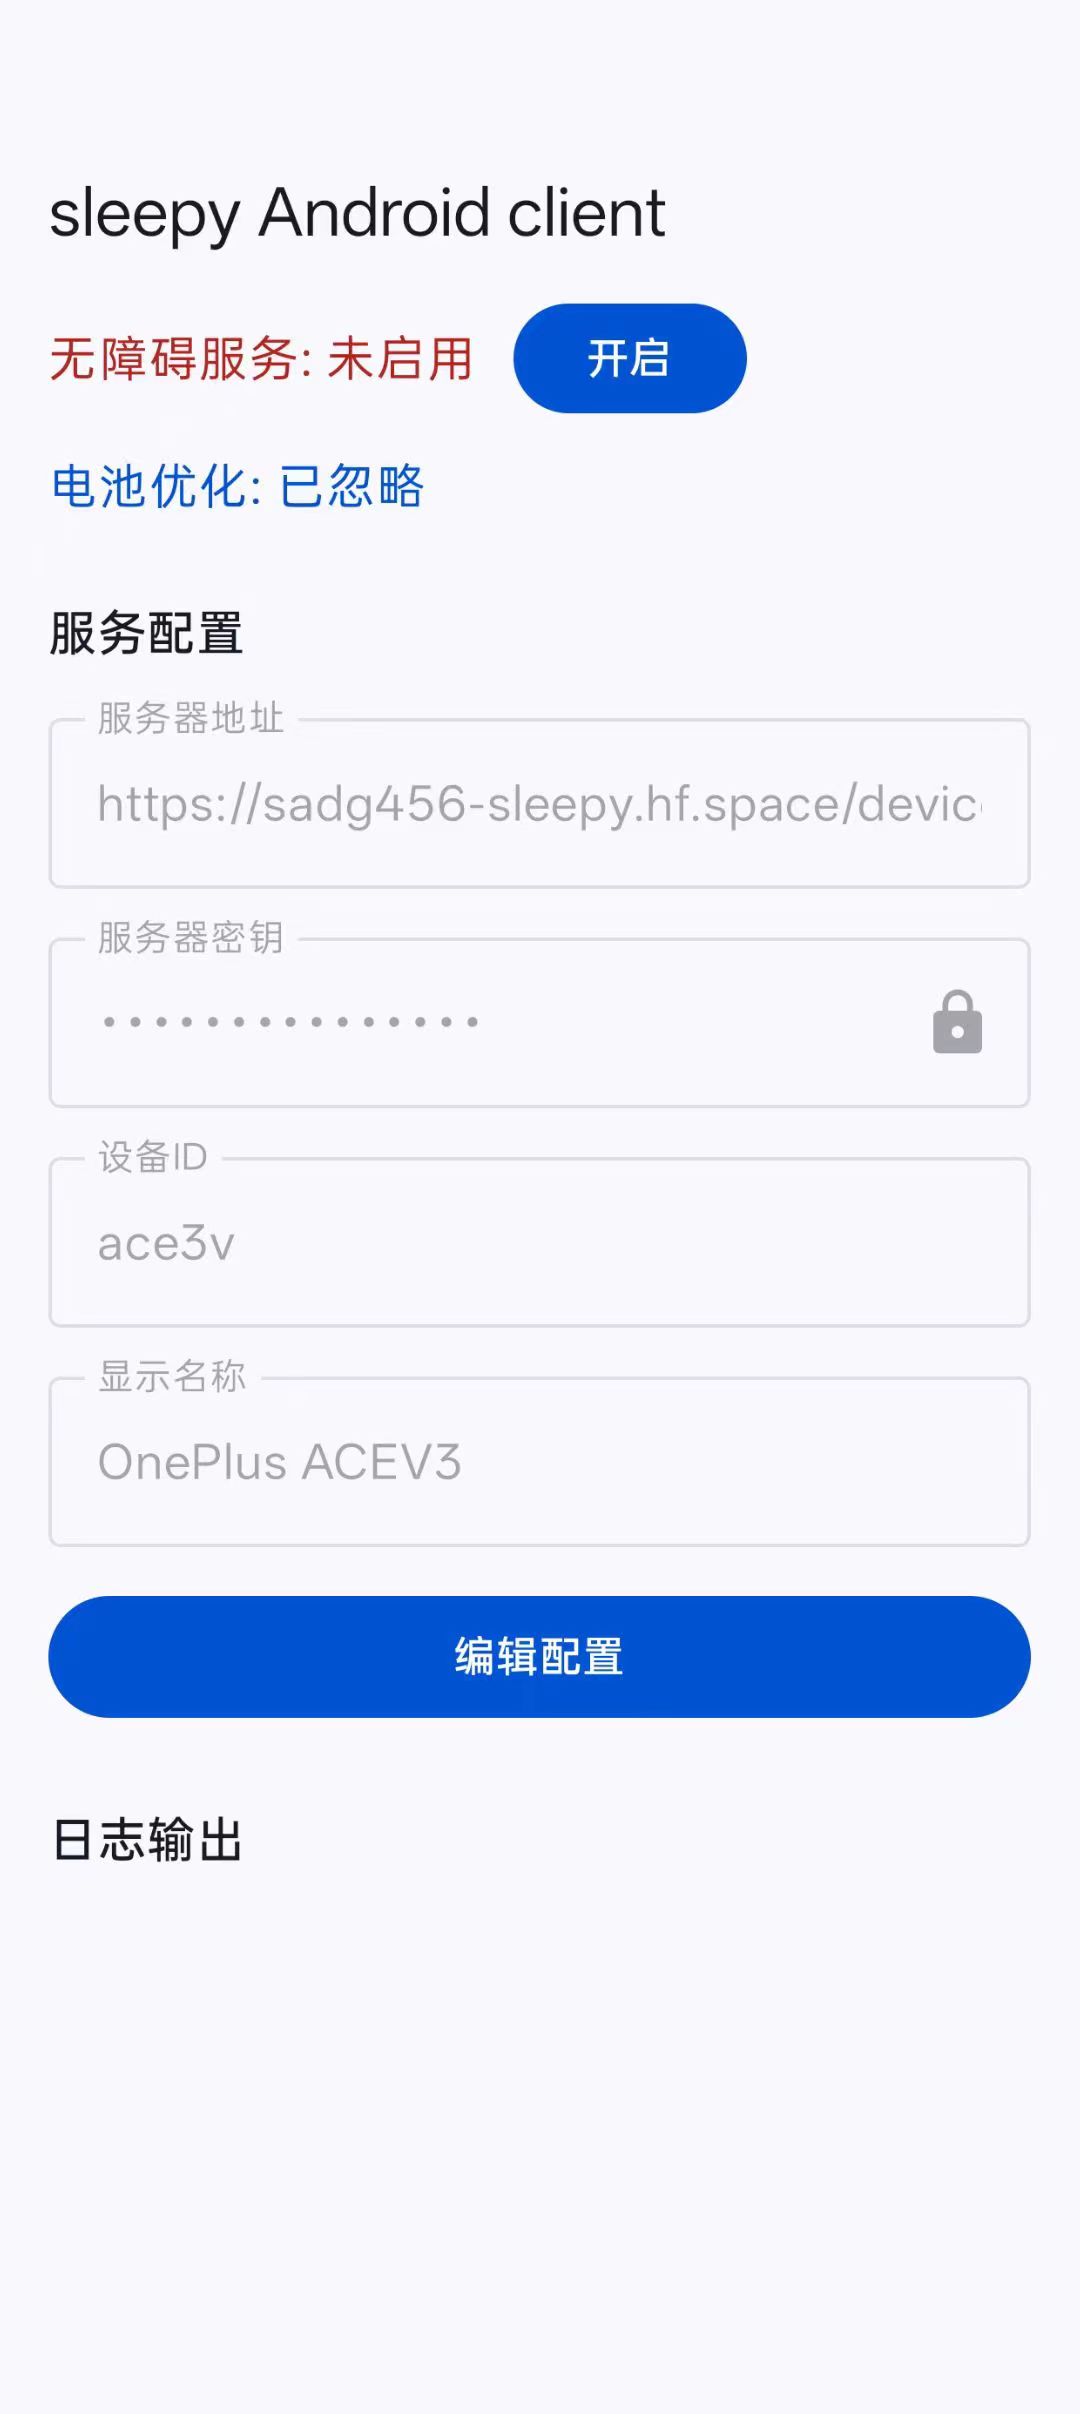 sleepy Android client
无障碍服务: 未启用 开启
电池优化: 已忽略
服务配置
服务器地址
https://sadg456-sleepy.hf.space/devic
服务器密钥
•••••••••••••••
设备ID
ace3v
显示名称
OnePlus ACEV3
编辑配置
日志输出